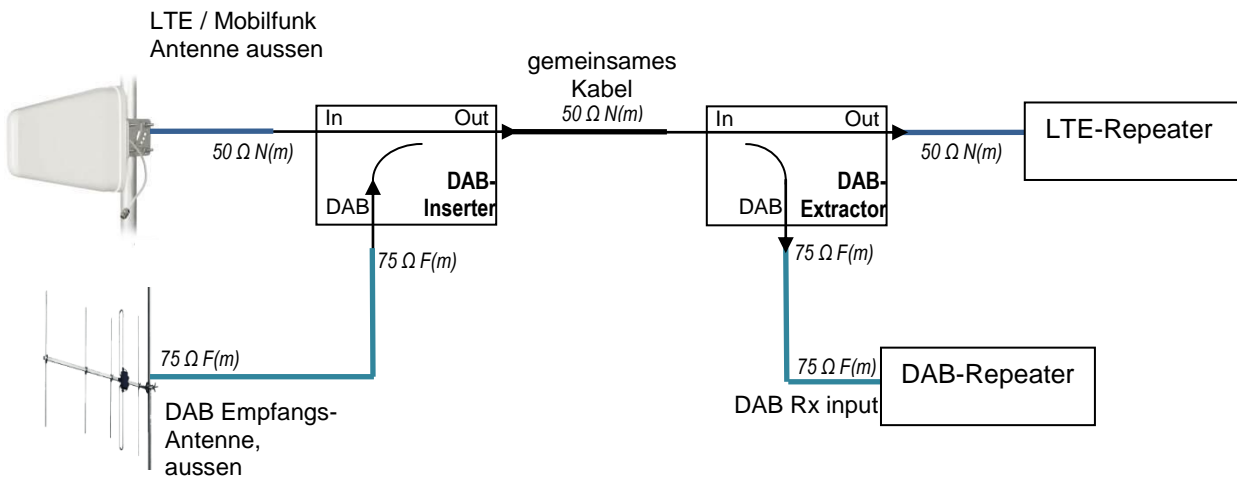 LTE / Mobilfunk
Antenne aussen
50 Ω N(m)
In
Out
DAB
DAB-
Inserter
gemeinsames
Kabel
50 Ω N(m)
In
Out
DAB
DAB-
Extractor
50 Ω N(m)
LTE-Repeater
75 Ω F(m)
75 Ω F(m)
75 Ω F(m)
DAB Empfangs-
Antenne,
aussen
75 Ω F(m)
DAB Rx input
DAB-Repeater